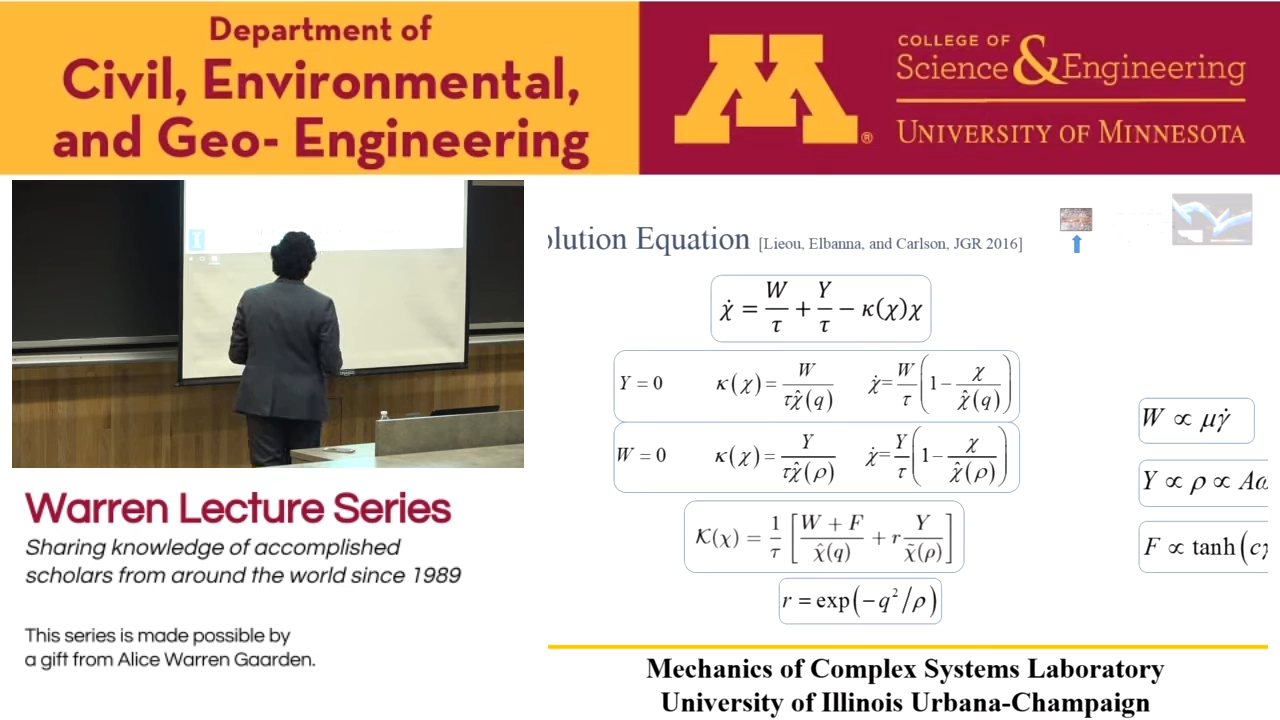 Department of
Civil, Environmental,
and Geo- Engineering
COLLEGE OF
Science & Engineering
UNIVERSITY OF MINNESOTA
®
lution Equation [Lieou, Elbanna, and Carlson, JGR 2016]
χ̇ = W/τ + Y/τ − κ(χ)χ
Y = 0 κ(χ) = W/(τχ̂(q)) χ̇ = W/τ (1 − χ/χ̂(q))
W = 0 κ(χ) = Y/(τχ̂(ρ)) χ̇ = Y/τ (1 − χ/χ̂(ρ))
K(χ) = 1/τ [(W + F)/χ̂(q) + r Y/χ̃(ρ)]
r = exp(−q²/ρ)
W ∝ μγ̇
Y ∝ ρ ∝ Aω
F ∝ tanh(cγ
Warren Lecture Series
Sharing knowledge of accomplished
scholars from around the world since 1989
This series is made possible by
a gift from Alice Warren Gaarden.
Mechanics of Complex Systems Laboratory
University of Illinois Urbana-Champaign